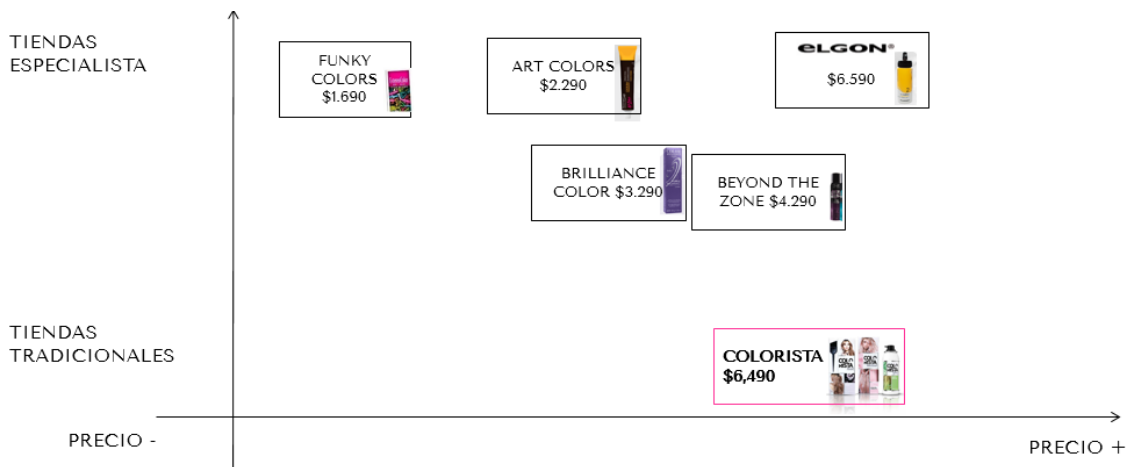 TIENDAS
ESPECIALISTA
FUNKY
COLORS
$1.690
ART COLORS
$2.290
eLGON®
$6.590
BRILLIANCE
COLOR $3.290
BEYOND THE
ZONE $4.290
TIENDAS
TRADICIONALES
COLORISTA
$6,490
PRECIO -
PRECIO +